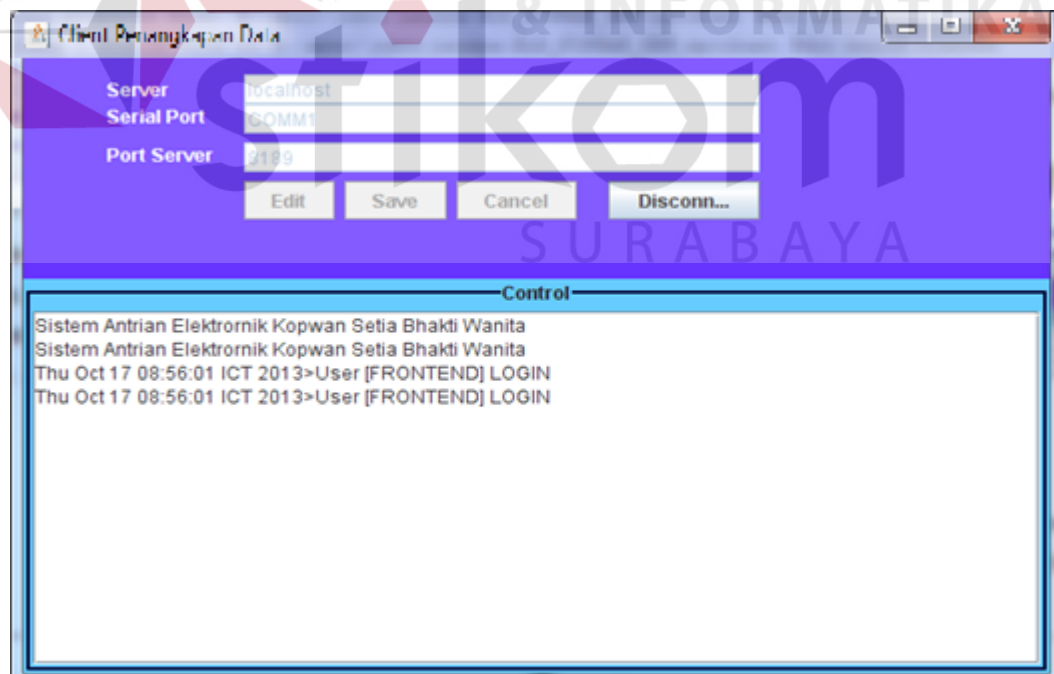 & INFORMATIKA
Client Penangkapan Data
Server localhost
Serial Port COMM1
Port Server 8189
Edit Save Cancel Disconn...
stikom
SURABAYA
Control
Sistem Antrian Elektrornik Kopwan Setia Bhakti Wanita
Sistem Antrian Elektrornik Kopwan Setia Bhakti Wanita
Thu Oct 17 08:56:01 ICT 2013>User [FRONTEND] LOGIN
Thu Oct 17 08:56:01 ICT 2013>User [FRONTEND] LOGIN